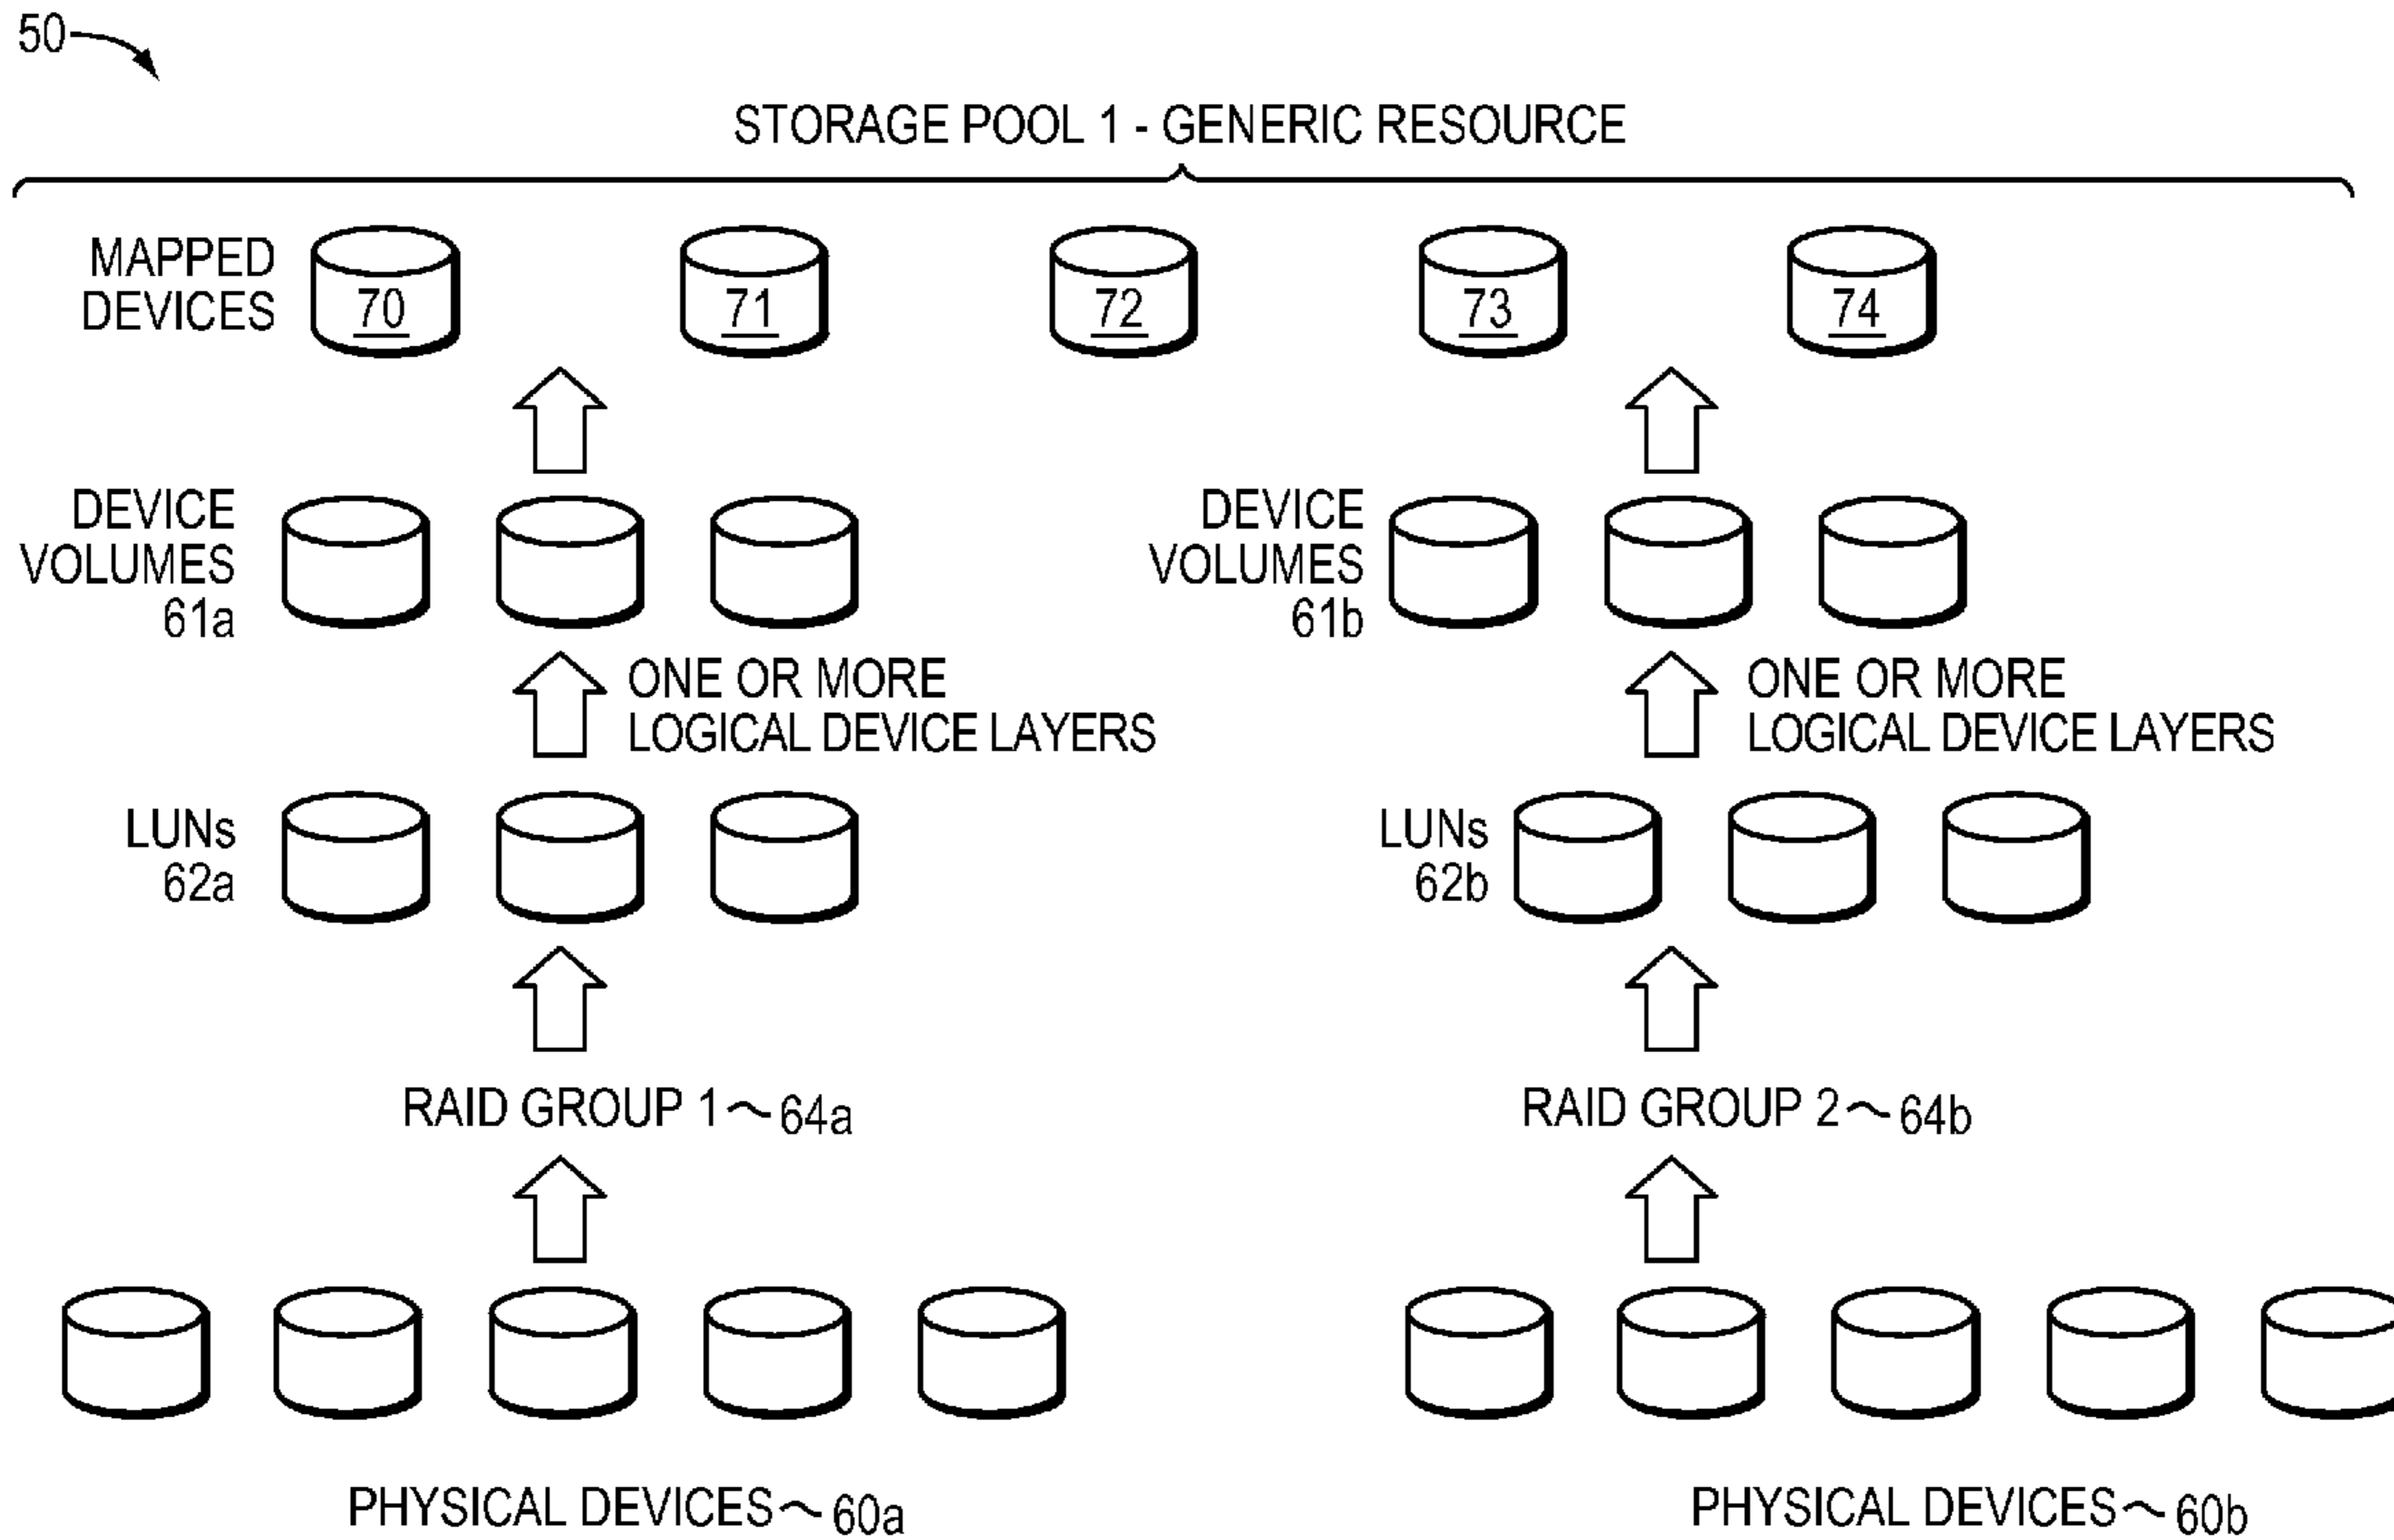 50
STORAGE POOL 1 - GENERIC RESOURCE
MAPPED
DEVICES
70
71
72
73
74
DEVICE
VOLUMES
61a
DEVICE
VOLUMES
61b
ONE OR MORE
LOGICAL DEVICE LAYERS
ONE OR MORE
LOGICAL DEVICE LAYERS
LUNs
62a
LUNs
62b
RAID GROUP 1~64a
RAID GROUP 2~64b
PHYSICAL DEVICES~60a
PHYSICAL DEVICES~60b